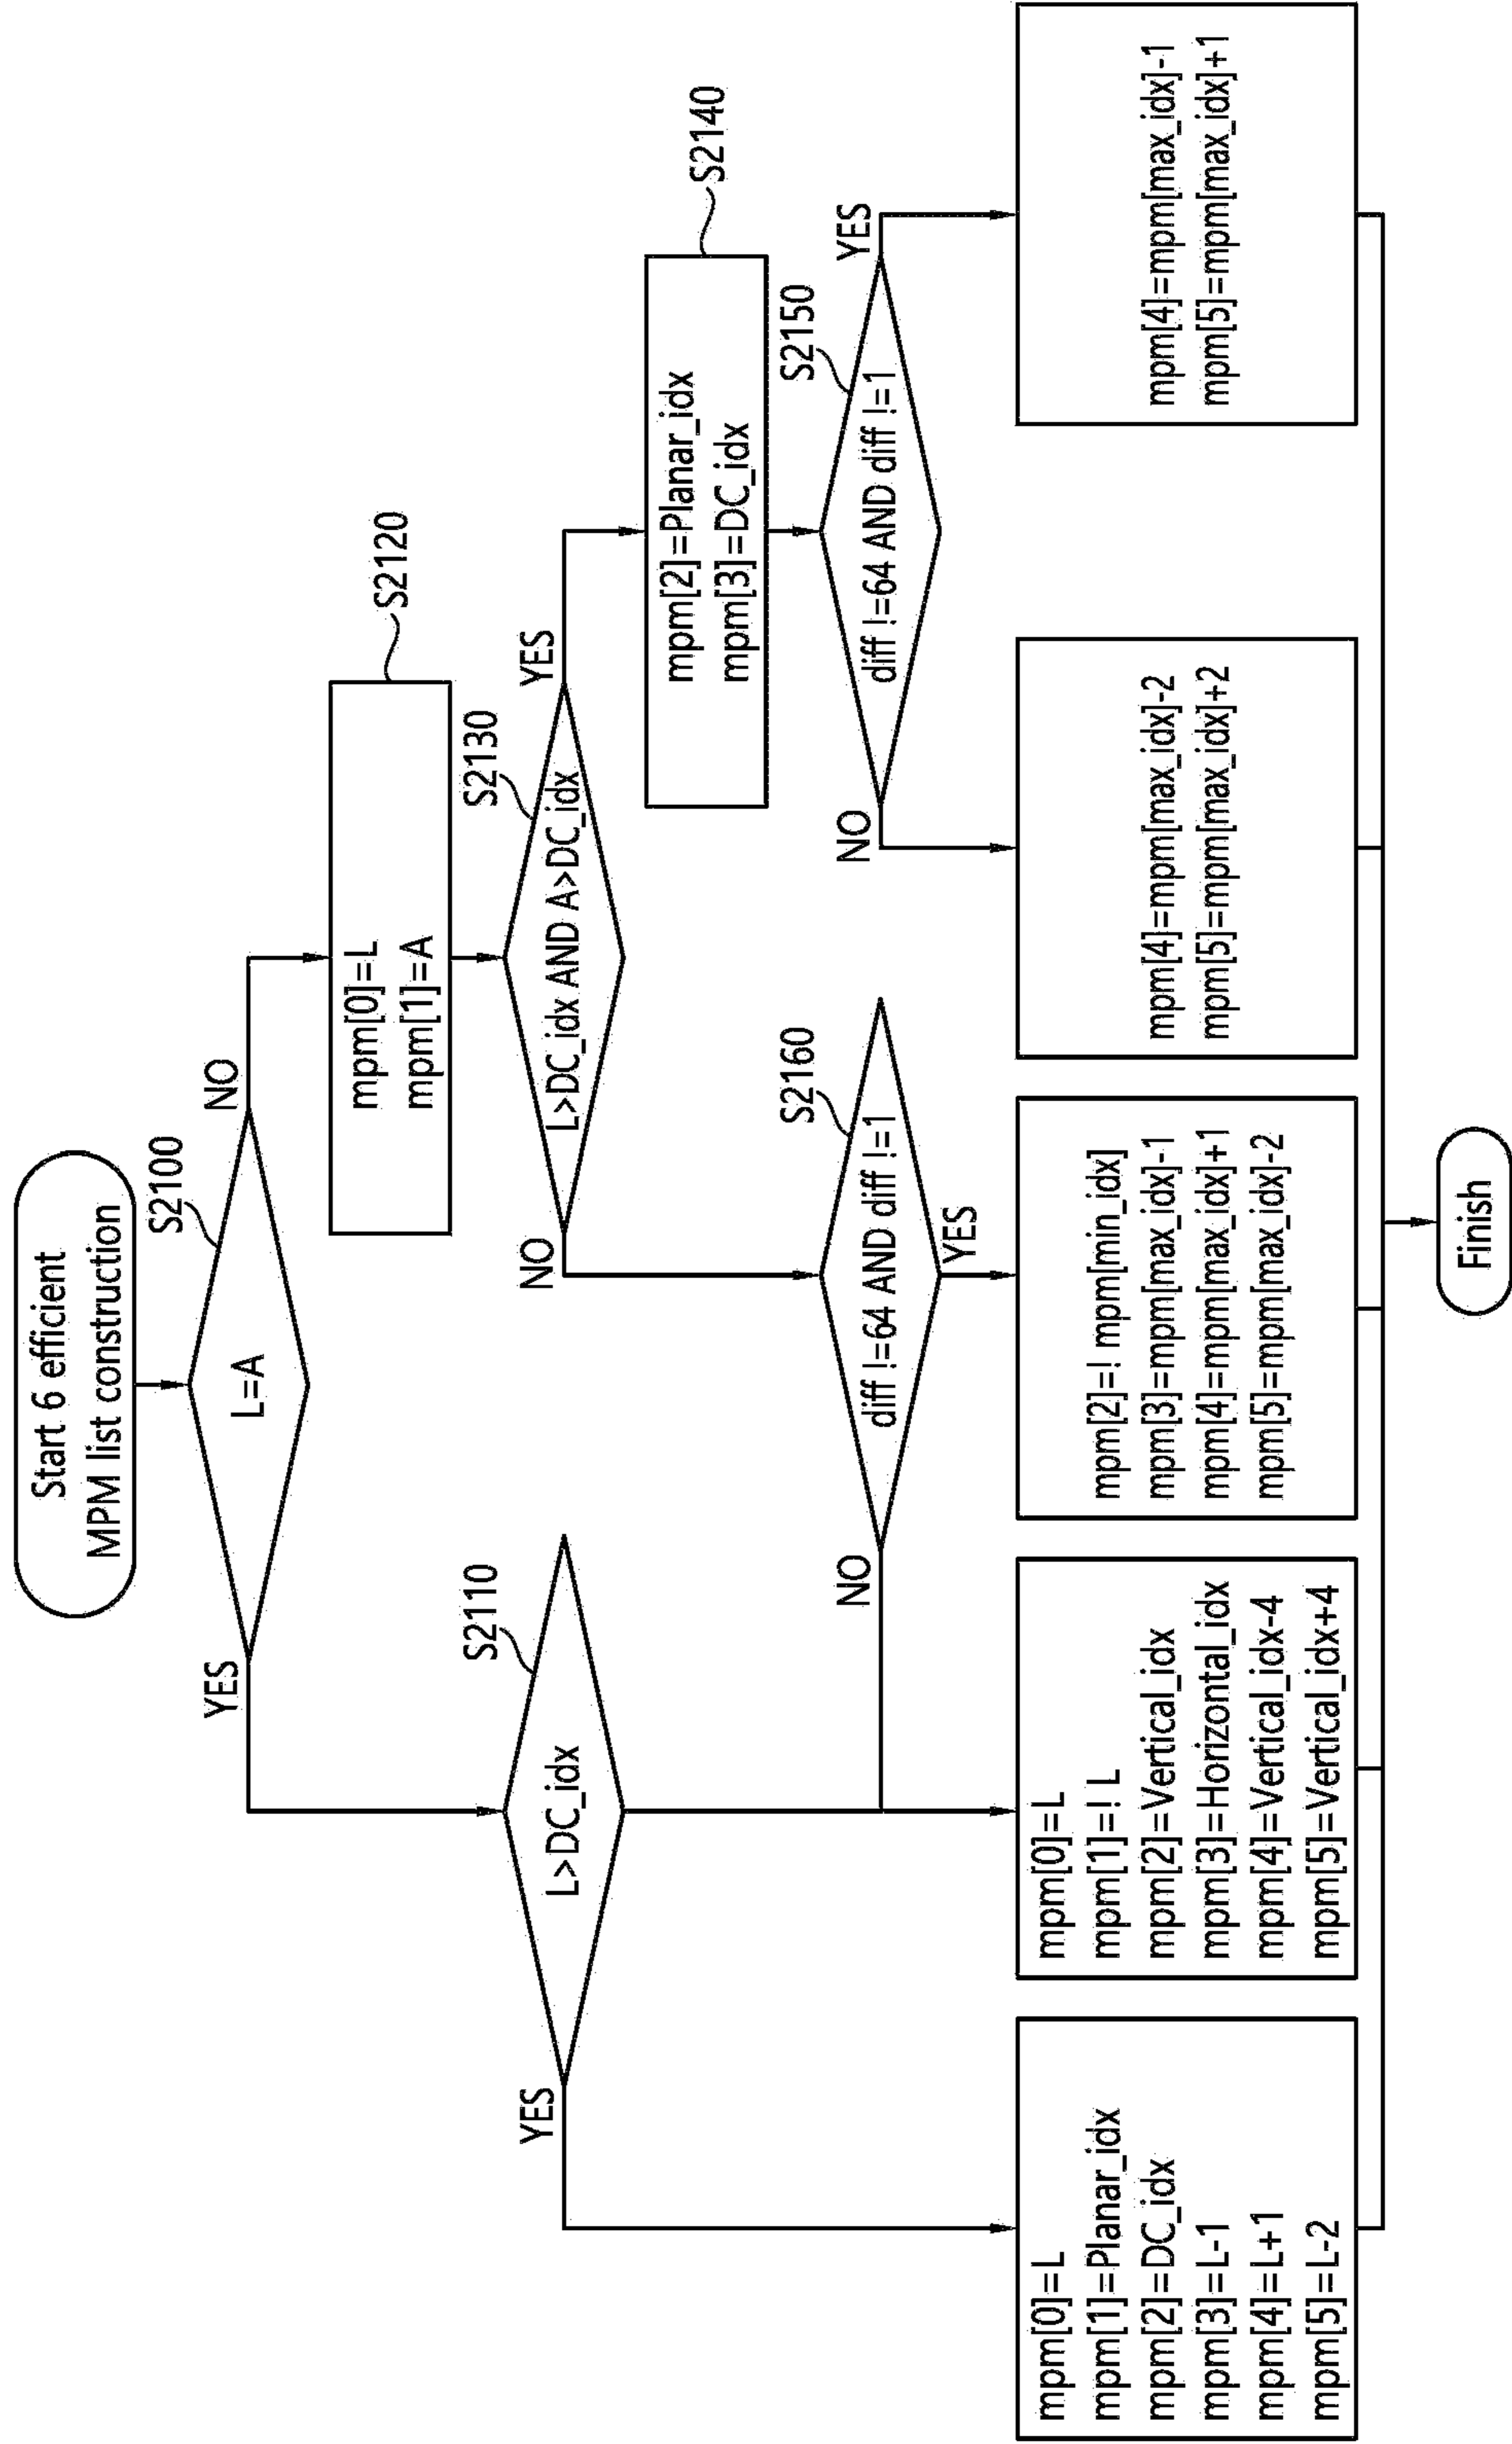 Start 6 efficient
MPM list construction
S2100
L=A
YES
NO
S2110
L>DC_idx
YES
mpm[0]=L
mpm[1]=A
S2120
S2130
L>DC_idx AND A>DC_idx
NO
YES
mpm[2]=Planar_idx
mpm[3]=DC_idx
S2140
S2160
diff !=64 AND diff !=1
NO
YES
S2150
diff !=64 AND diff !=1
NO
YES
mpm[0]=L
mpm[1]=Planar_idx
mpm[2]=DC_idx
mpm[3]=L-1
mpm[4]=L+1
mpm[5]=L-2
mpm[0]=L
mpm[1]=! L
mpm[2]=Vertical_idx
mpm[3]=Horizontal_idx
mpm[4]=Vertical_idx-4
mpm[5]=Vertical_idx+4
mpm[2]=! mpm[min_idx]
mpm[3]=mpm[max_idx]-1
mpm[4]=mpm[max_idx]+1
mpm[5]=mpm[max_idx]-2
mpm[4]=mpm[max_idx]-2
mpm[5]=mpm[max_idx]+2
mpm[4]=mpm[max_idx]-1
mpm[5]=mpm[max_idx]+1
Finish